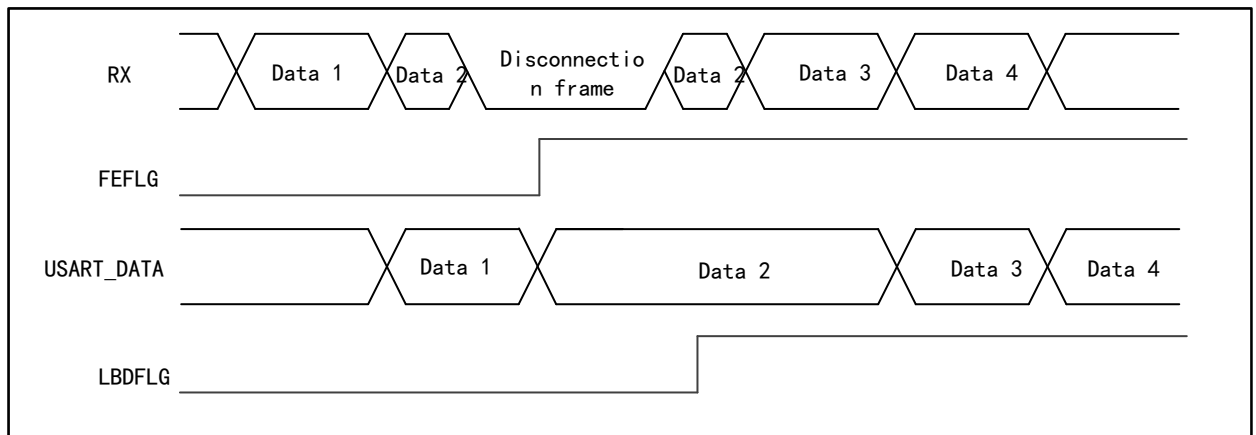 RX
Data 1
Data 2
Disconnectio
n frame
Data 2
Data 3
Data 4
FEFLG
USART_DATA
Data 1
Data 2
Data 3
Data 4
LBDFLG